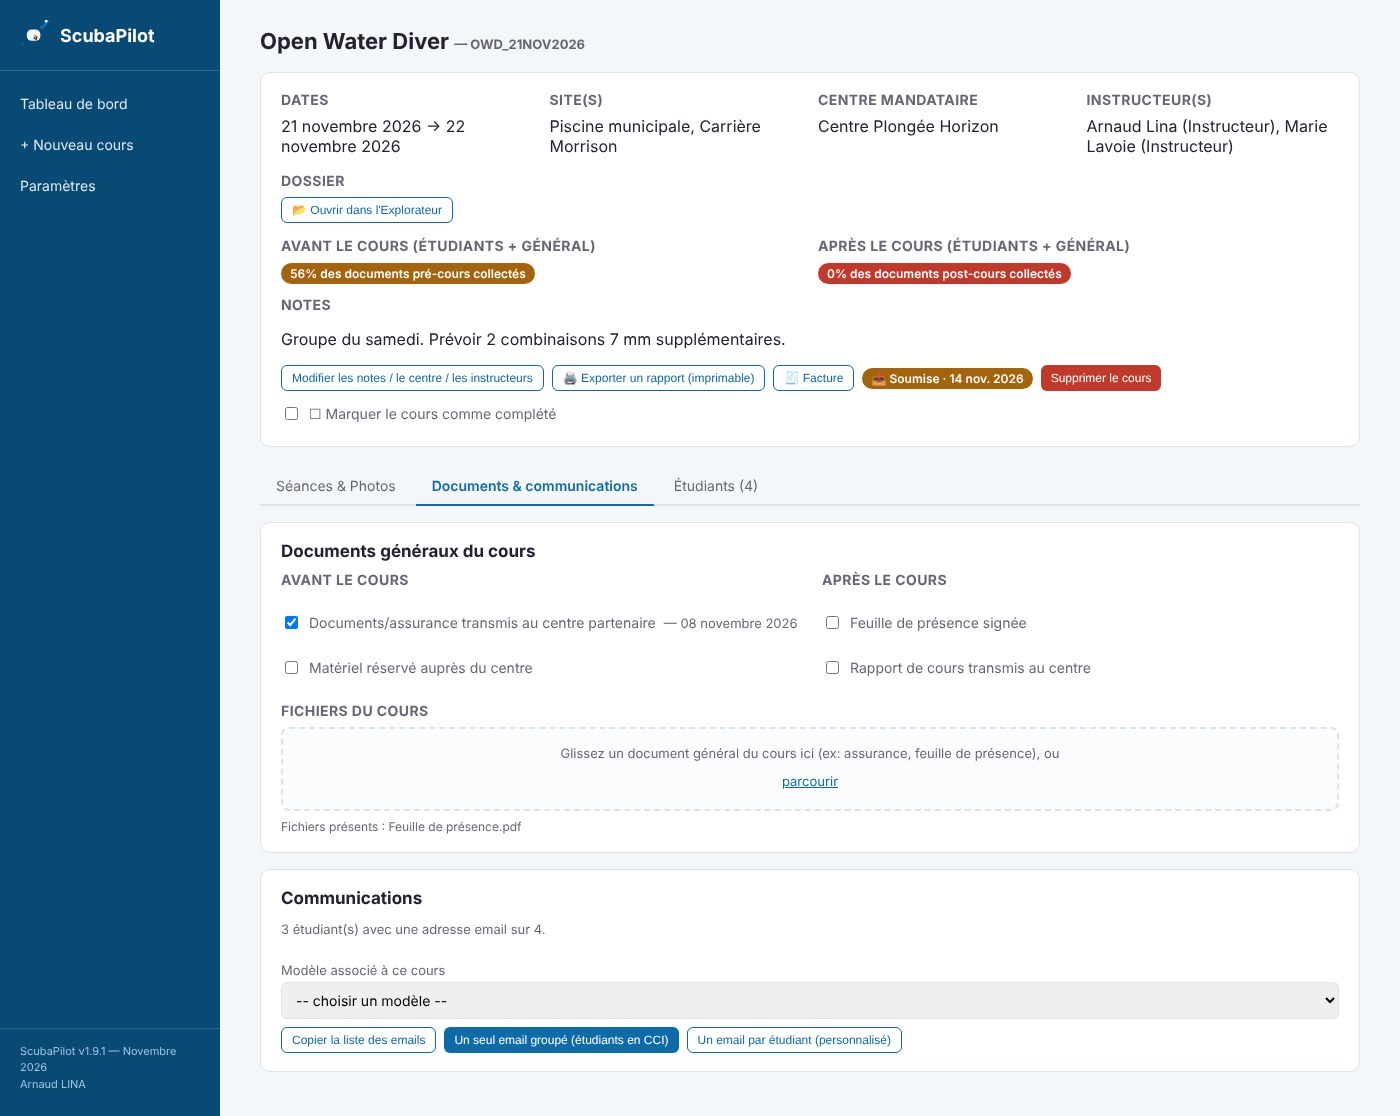 ScubaPilot
Tableau de bord
+ Nouveau cours
Paramètres
ScubaPilot v1.9.1 — Novembre
2026
Arnaud LINA
Open Water Diver — OWD_21NOV2026
DATES
21 novembre 2026 → 22
novembre 2026
SITE(S)
Piscine municipale, Carrière
Morrison
CENTRE MANDATAIRE
Centre Plongée Horizon
INSTRUCTEUR(S)
Arnaud Lina (Instructeur), Marie
Lavoie (Instructeur)
DOSSIER
📂 Ouvrir dans l'Explorateur
AVANT LE COURS (ÉTUDIANTS + GÉNÉRAL)
56% des documents pré-cours collectés
APRÈS LE COURS (ÉTUDIANTS + GÉNÉRAL)
0% des documents post-cours collectés
NOTES
Groupe du samedi. Prévoir 2 combinaisons 7 mm supplémentaires.
Modifier les notes / le centre / les instructeurs
🖨️ Exporter un rapport (imprimable)
🧾 Facture
📤 Soumise · 14 nov. 2026
Supprimer le cours
☐ Marquer le cours comme complété
Séances & Photos
Documents & communications
Étudiants (4)
Documents généraux du cours
AVANT LE COURS
Documents/assurance transmis au centre partenaire — 08 novembre 2026
Matériel réservé auprès du centre
APRÈS LE COURS
Feuille de présence signée
Rapport de cours transmis au centre
FICHIERS DU COURS
Glissez un document général du cours ici (ex: assurance, feuille de présence), ou
parcourir
Fichiers présents : Feuille de présence.pdf
Communications
3 étudiant(s) avec une adresse email sur 4.
Modèle associé à ce cours
-- choisir un modèle --
Copier la liste des emails
Un seul email groupé (étudiants en CCI)
Un email par étudiant (personnalisé)